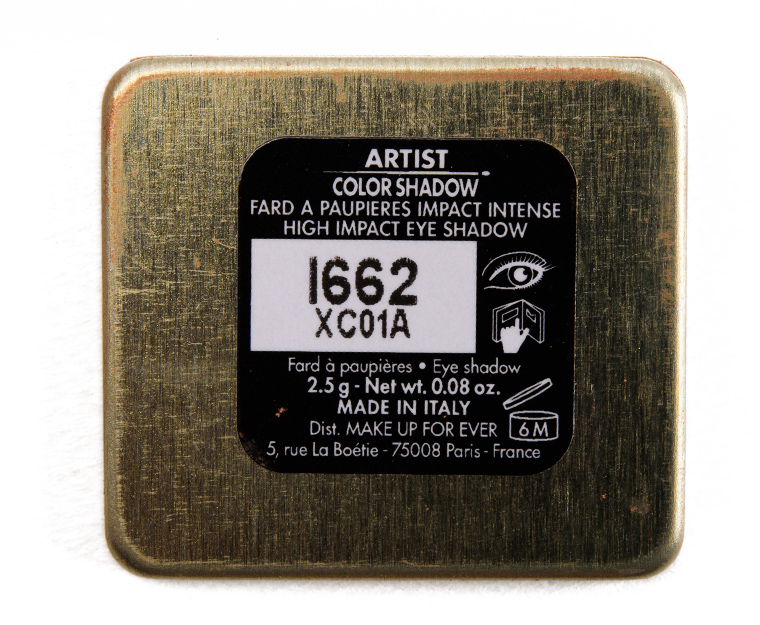 ARTIST
COLOR SHADOW
FARD A PAUPIERES IMPACT INTENSE
HIGH IMPACT EYE SHADOW
I662
XC01A
Fard à paupières • Eye shadow
2.5 g - Net wt. 0.08 oz.
MADE IN ITALY
Dist. MAKE UP FOR EVER
6 M
5, rue La Boétie - 75008 Paris - France